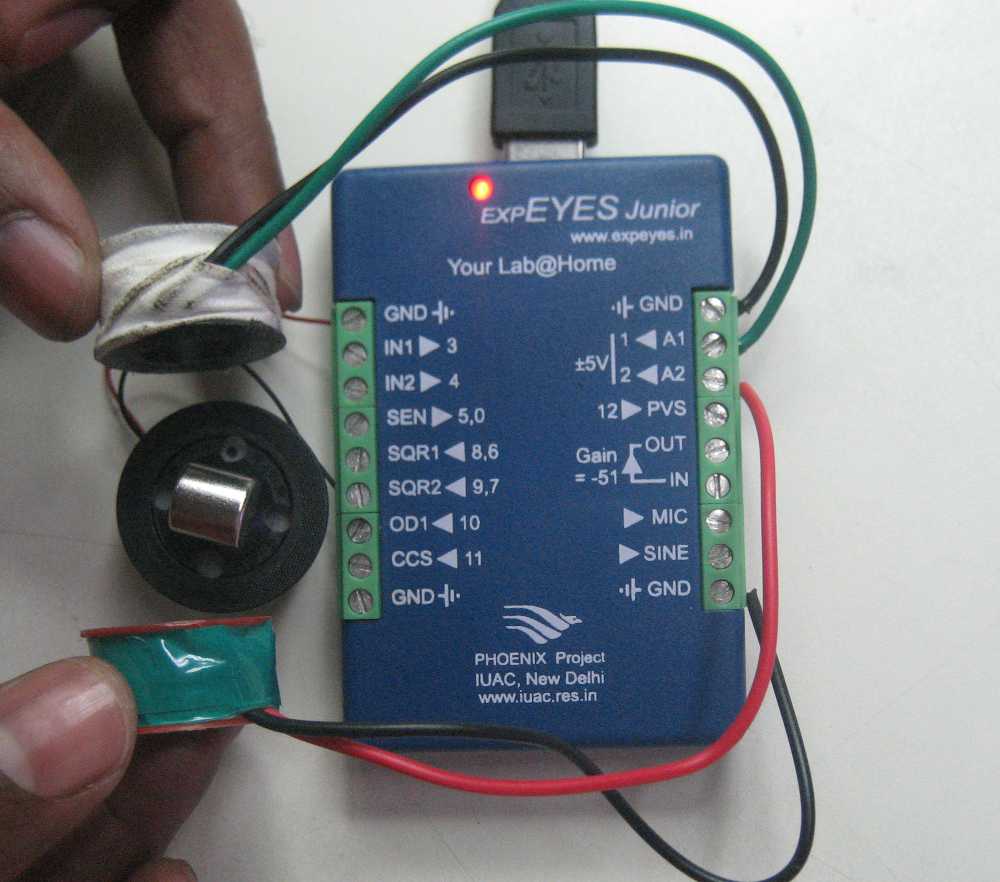 EXPEYES Junior
www.expeyes.in
Your Lab@Home
GND
IN1 3
IN2 4
SEN 5,0
SQR1 8,6
SQR2 9,7
OD1 10
CCS 11
GND
GND
±5V
1 A1
2 A2
12 PVS
OUT
Gain
= -51
IN
MIC
SINE
GND
PHOENIX Project
IUAC, New Delhi
www.iuac.res.in